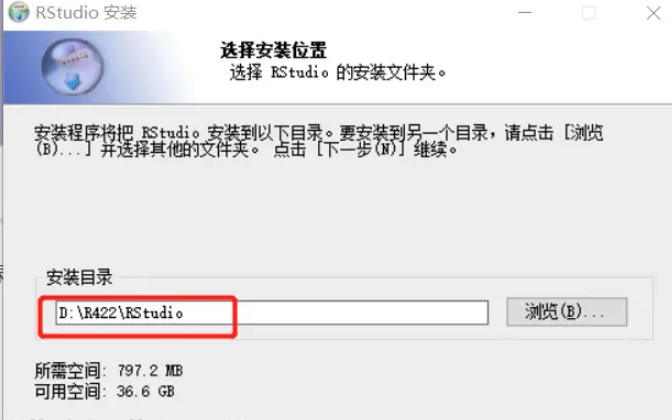 RStudio 安装
选择安装位置
选择 RStudio 的安装文件夹。
安装程序将把 RStudio 安装到以下目录。要安装到另一个目录，请点击 [浏览
(B)...] 并选择其他的文件夹。 点击 [下一步(N)] 继续。
安装目录
D:\R422\RStudio
浏览(B)...
所需空间: 797.2 MB
可用空间: 36.6 GB